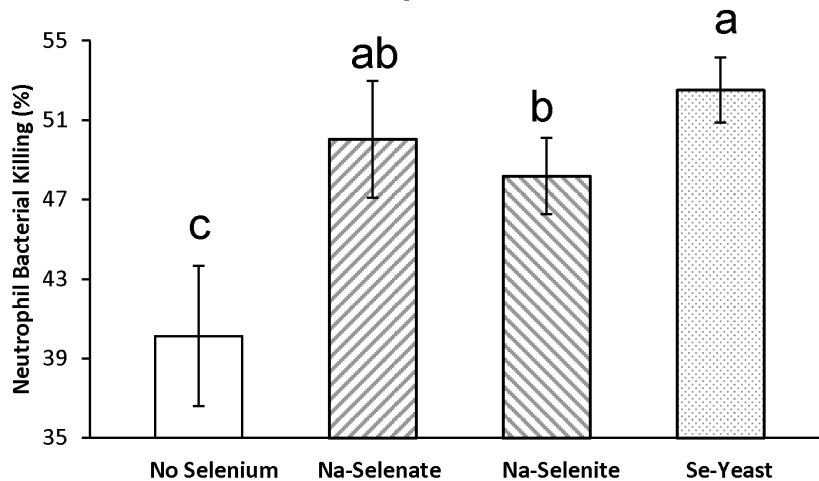 Neutrophil Bacterial Killing (%)
55
51
47
43
39
35
c
ab
b
a
No Selenium
Na-Selenate
Na-Selenite
Se-Yeast